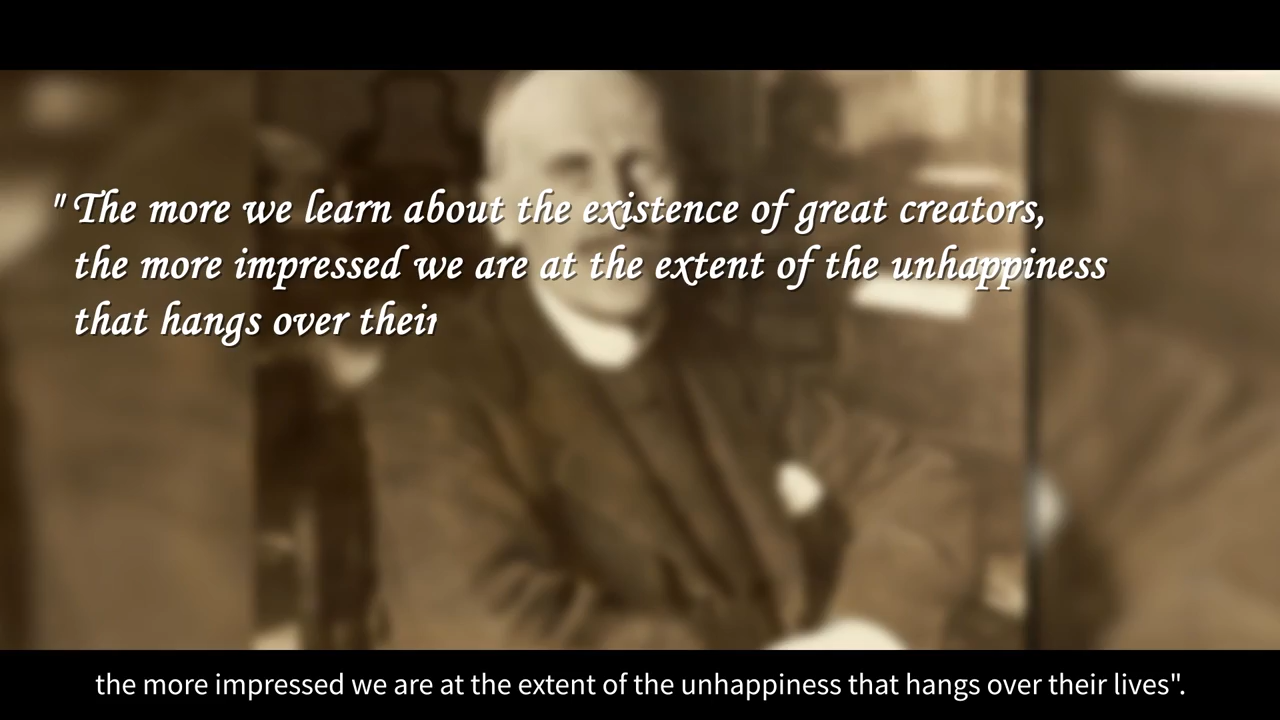 "The more we learn about the existence of great creators,
the more impressed we are at the extent of the unhappiness
that hangs over their
the more impressed we are at the extent of the unhappiness that hangs over their lives".